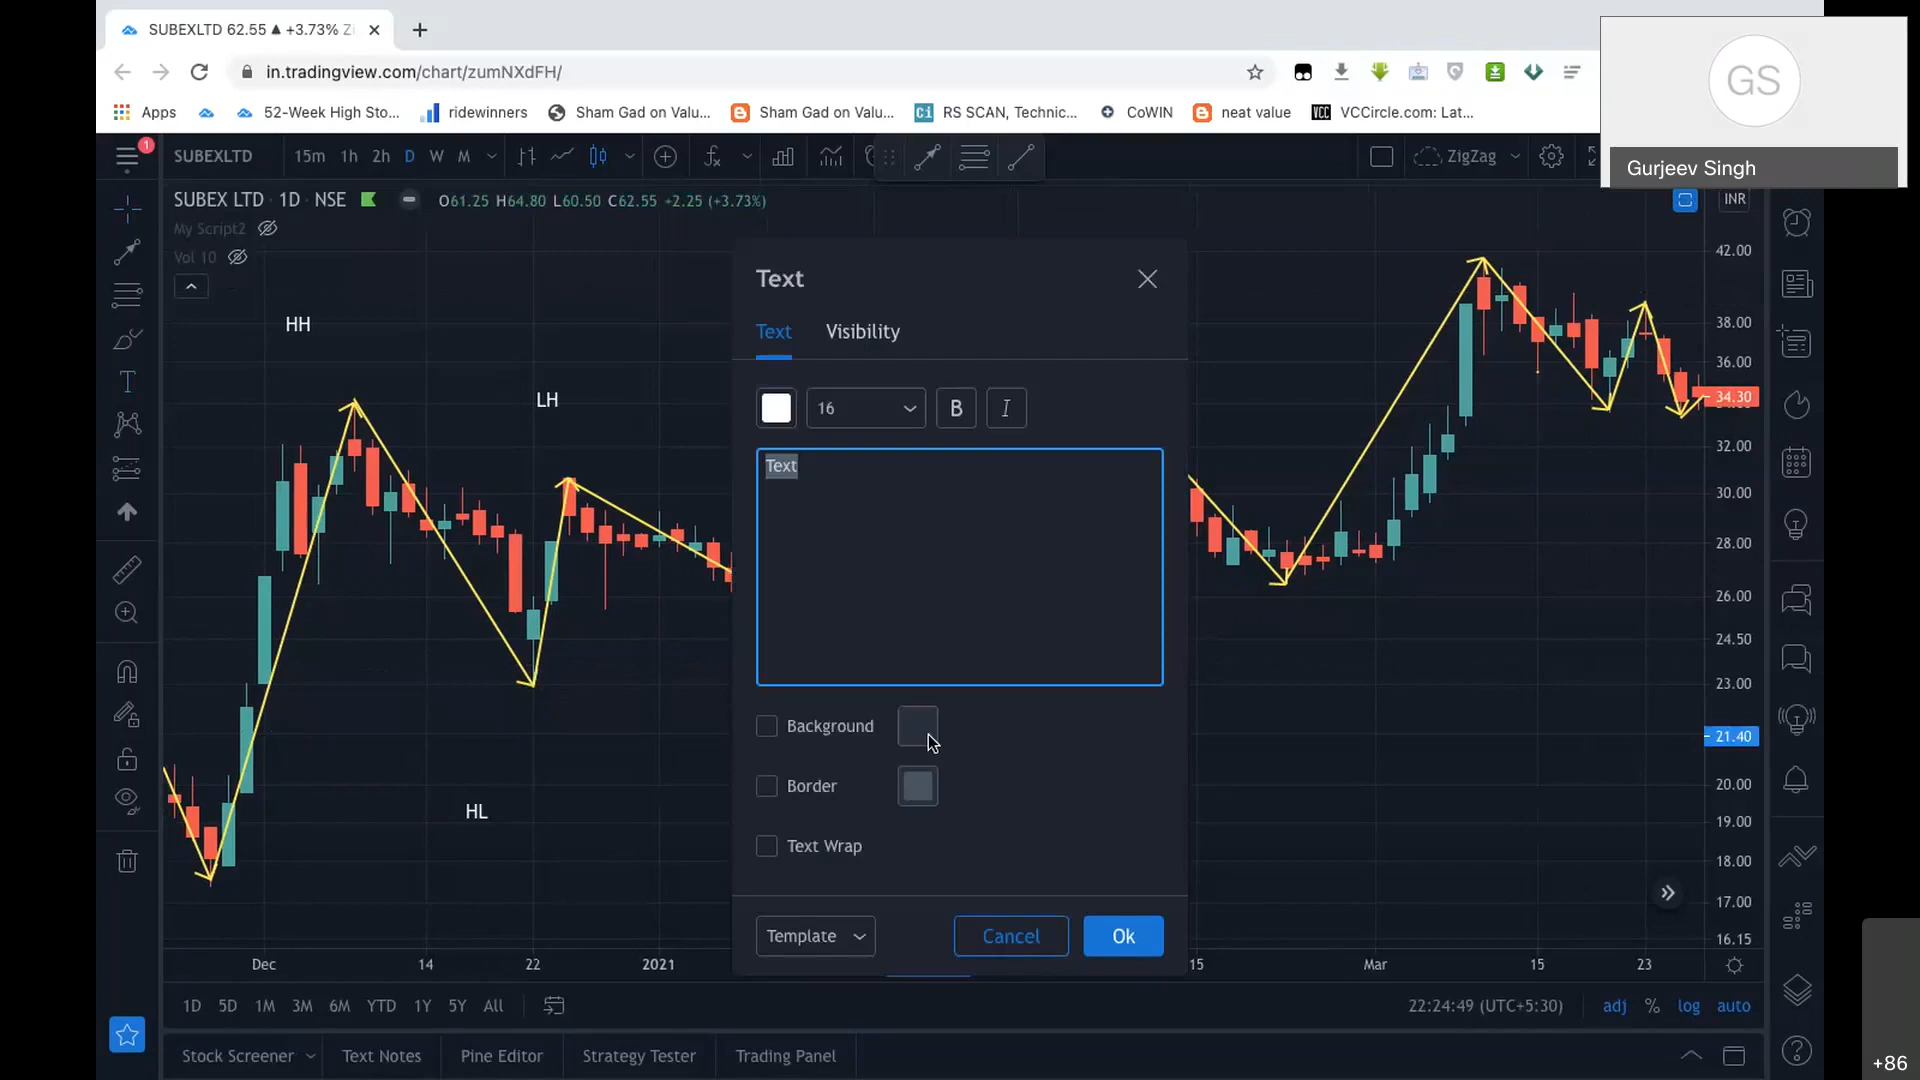 SUBEXLTD 62.55 ▲ +3.73% Zi
in.tradingview.com/chart/zumNXdFH/
Apps
52-Week High Sto...
ridewinners
Sham Gad on Valu...
Sham Gad on Valu...
RS SCAN, Technic...
CoWIN
neat value
VCC
VCCircle.com: Lat...
GS
Gurjeev Singh
1
SUBEXLTD
15m 1h 2h D W M
ZigZag
SUBEX LTD · 1D · NSE
O61.25 H64.80 L60.50 C62.55 +2.25 (+3.73%)
INR
My Script2
Vol 10
HH
LH
HL
Text
Text Visibility
16 B I
Text
Background
Border
Text Wrap
Template
Cancel
Ok
42.00
38.00
36.00
34.30
32.00
30.00
28.00
26.00
24.50
23.00
21.40
20.00
19.00
18.00
17.00
16.15
Dec 14 22 2021 15 Mar 15 23
1D 5D 1M 3M 6M YTD 1Y 5Y All
22:24:49 (UTC+5:30) adj % log auto
Stock Screener Text Notes Pine Editor Strategy Tester Trading Panel
+86